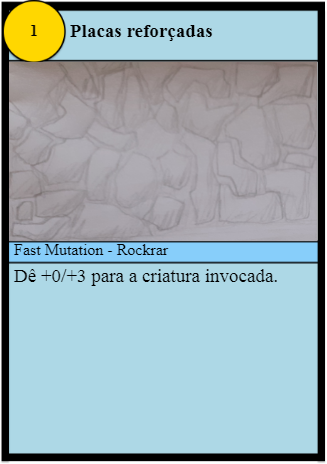 1 Placas reforçadas
Fast Mutation - Rockrar
Dê +0/+3 para a criatura invocada.